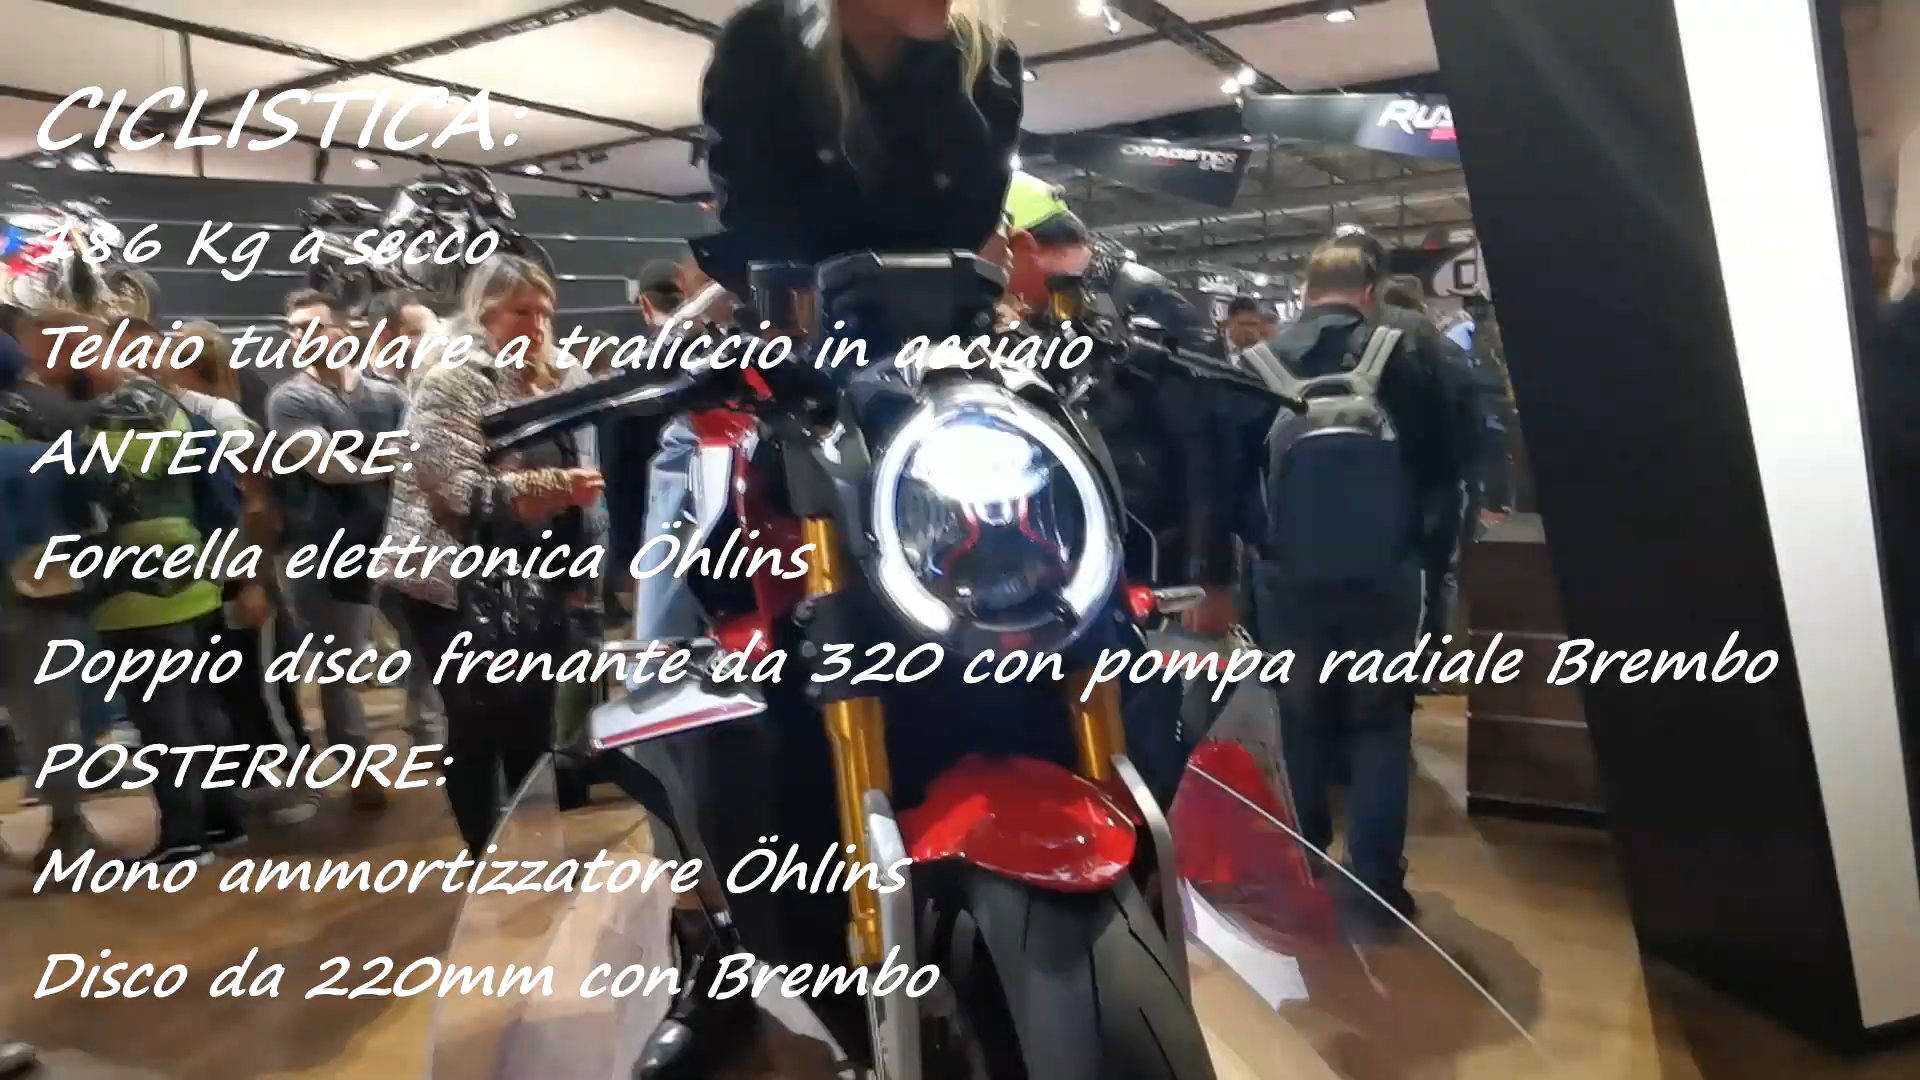 CICLISTICA:
186 Kg a secco
Telaio tubolare a traliccio in acciaio
ANTERIORE:
Forcella elettronica Öhlins
Doppio disco frenante da 320 con pompa radiale Brembo
POSTERIORE:
Mono ammortizzatore Öhlins
Disco da 220mm con Brembo
DRAGSTER